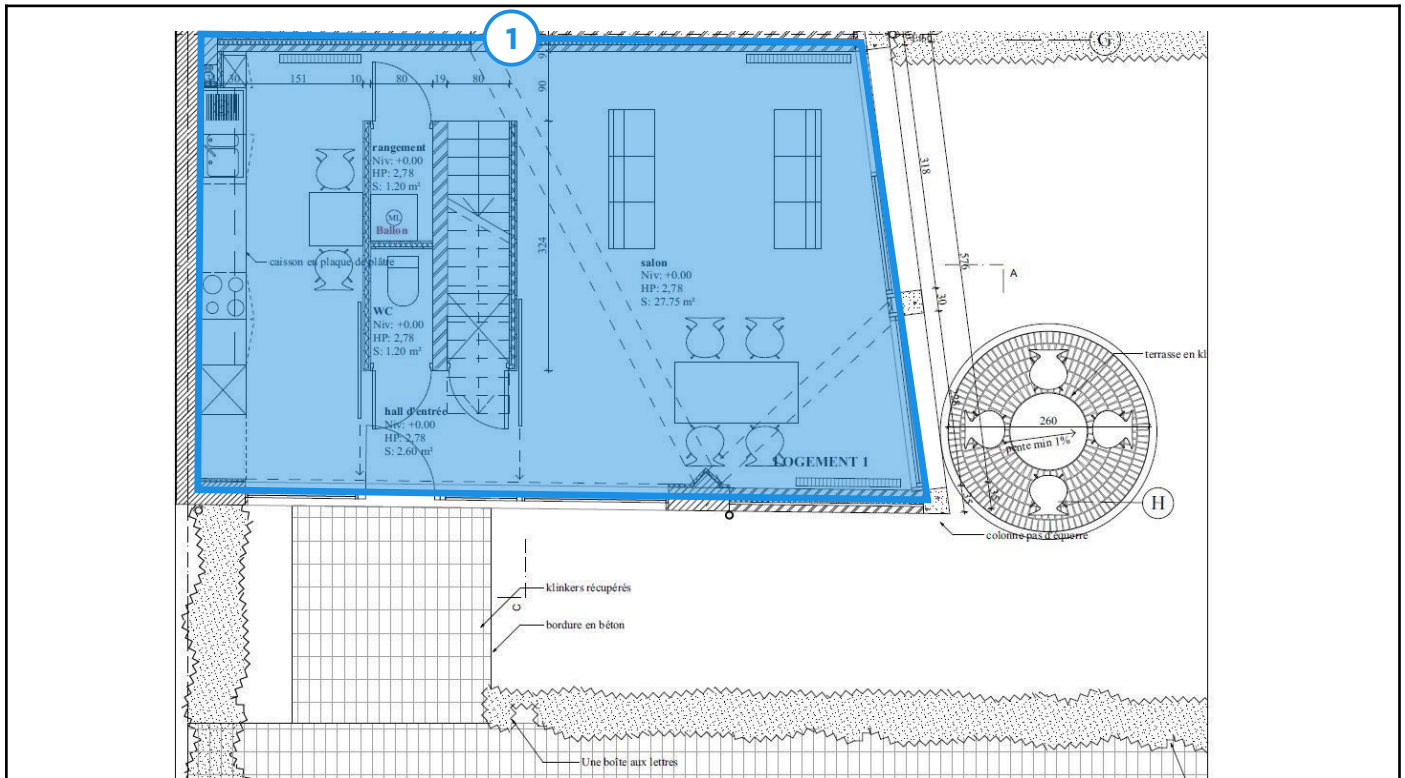 1
G
30
151
10
80
19
80
9
90
rangement
Niv: +0.00
HP: 2,78
S: 1.20 m²
ML
Ballon
318
324
caisson en plaque de plâtre
salon
Niv: +0.00
HP: 2,78
S: 27.75 m²
576
A
30
WC
Niv: +0.00
HP: 2,78
S: 1.20 m²
terrasse en kl
hall d'entrée
Niv: +0.00
HP: 2,78
S: 2.60 m²
260
pente min 1%
LOGEMENT 1
35
H
colonne pas d'équerre
klinkers récupérés
C
bordure en béton
Une boîte aux lettres